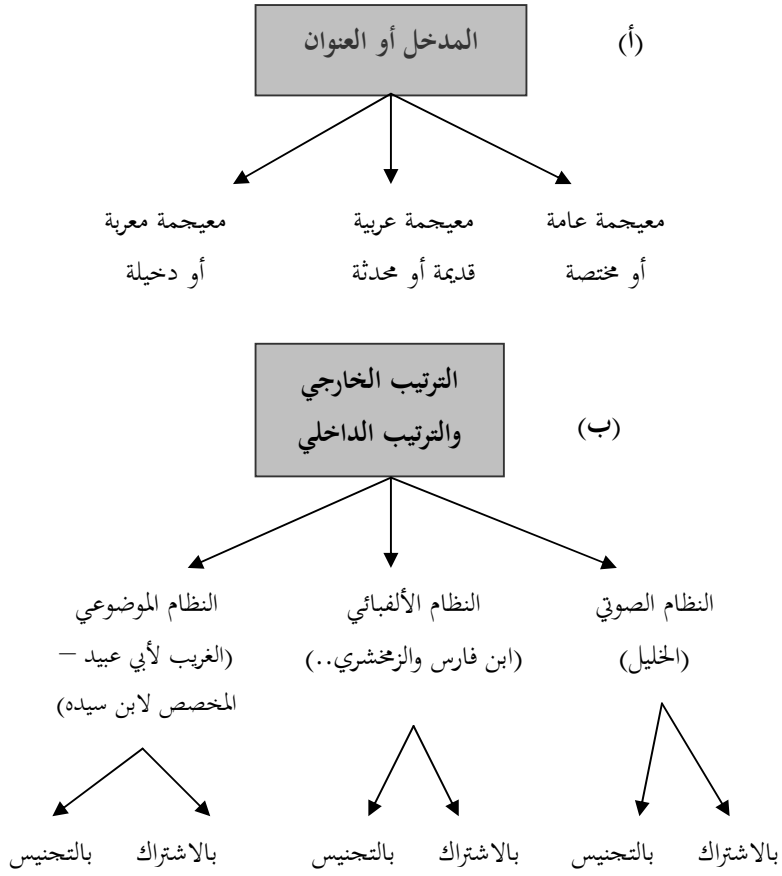 (أ)
المدخل أو العنوان
معيجمة عامة
أو مختصة
معيجمة عربية
قديمة أو محدثة
معيجمة معربة
أو دخيلة
(ب)
الترتيب الخارجي
والترتيب الداخلي
النظام الصوتي
(الخليل)
النظام الألفبائي
(ابن فارس والزمخشري..)
النظام الموضوعي
(الغريب لأبي عبيد –
المخصص لابن سيده)
بالاشتراك
بالتجنيس
بالاشتراك
بالتجنيس
بالاشتراك
بالتجنيس